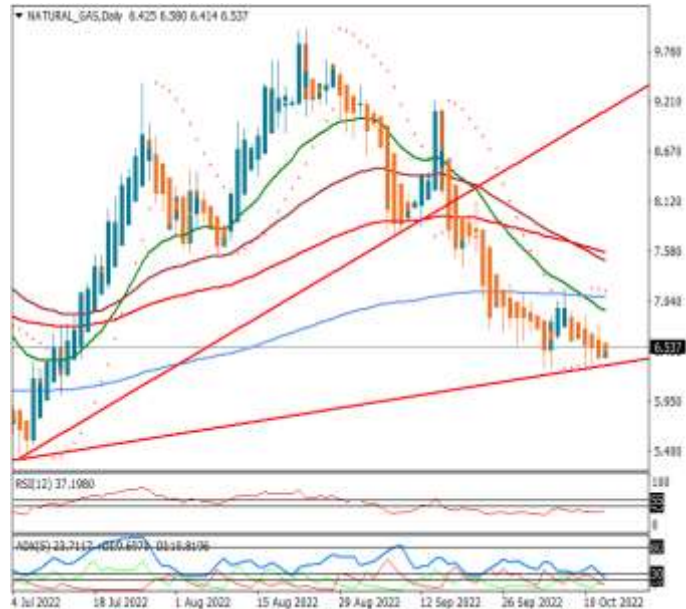 NATURAL_GAS,Daily 6.425 6.580 6.414 6.537
9.760
9.210
8.670
8.120
7.580
7.040
6.537
5.950
5.400
RSI(12) 37.1980
100
0
ADX(5) 23.7117
4 Jul 2022 18 Jul 2022 1 Aug 2022 15 Aug 2022 29 Aug 2022 12 Sep 2022 26 Sep 2022 10 Oct 2022